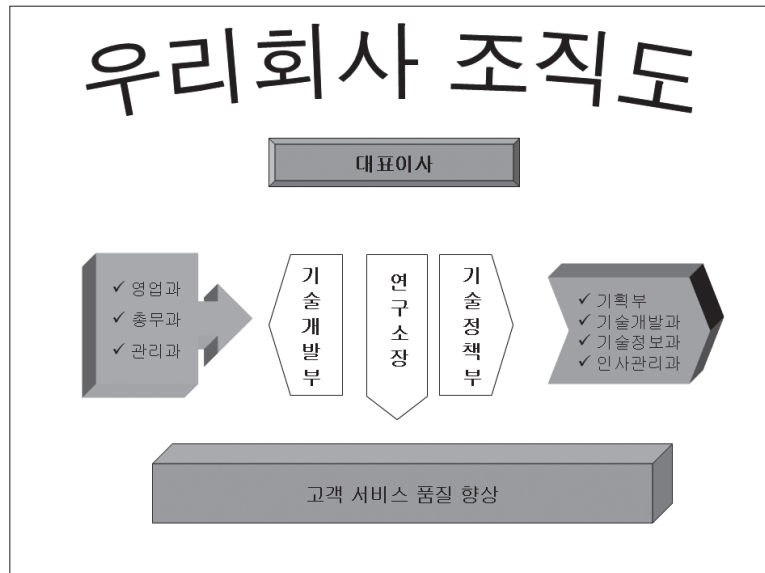 우리회사 조직도
대표이사
✓ 영업과
✓ 총무과
✓ 관리과
기술개발부
연구소장
기술정책부
✓ 기획부
✓ 기술개발과
✓ 기술정보과
✓ 인사관리과
고객 서비스 품질 향상